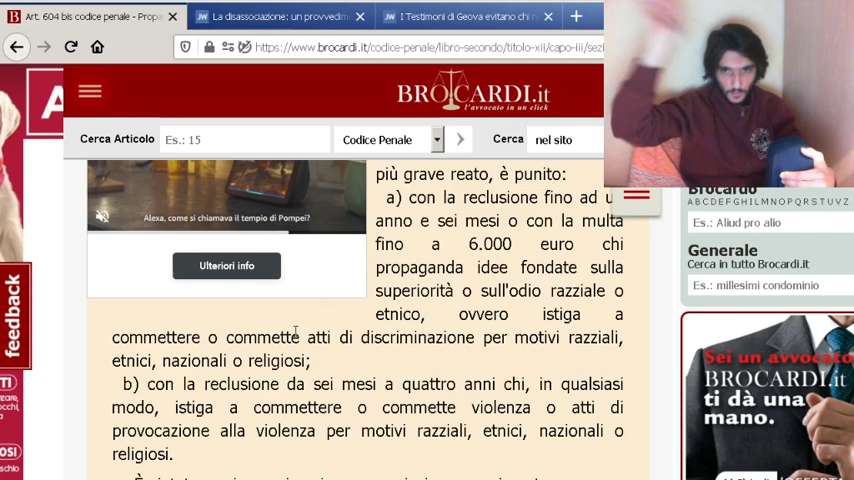 Art. 604 bis codice penale - Propa
La disassociazione: un provvedim
I Testimoni di Geova evitano chi n
https://www.brocardi.it/codice-penale/libro-secondo/titolo-xii/capo-iii/sezi
BROCARDI.it
l'avvocato in un click
Cerca Articolo
Es.: 15
Codice Penale
Cerca
nel sito
più grave reato, è punito:
a) con la reclusione fino ad u
anno e sei mesi o con la multa
fino a 6.000 euro chi
propaganda idee fondate sulla
superiorità o sull'odio razziale o
etnico, ovvero istiga a
commettere o commette atti di discriminazione per motivi razziali,
etnici, nazionali o religiosi;
b) con la reclusione da sei mesi a quattro anni chi, in qualsiasi
modo, istiga a commettere o commette violenza o atti di
provocazione alla violenza per motivi razziali, etnici, nazionali o
religiosi.
Alexa, come si chiamava il tempio di Pompei?
Ulteriori info
feedback
Brocardo
A B C D E F G H I L M N O P Q R S T U V Z
Es.: Aliud pro alio
Generale
Cerca in tutto Brocardi.it
Es.: millesimi condominio
Sei un avvocato
BROCARDI.it
ti dà una
mano.